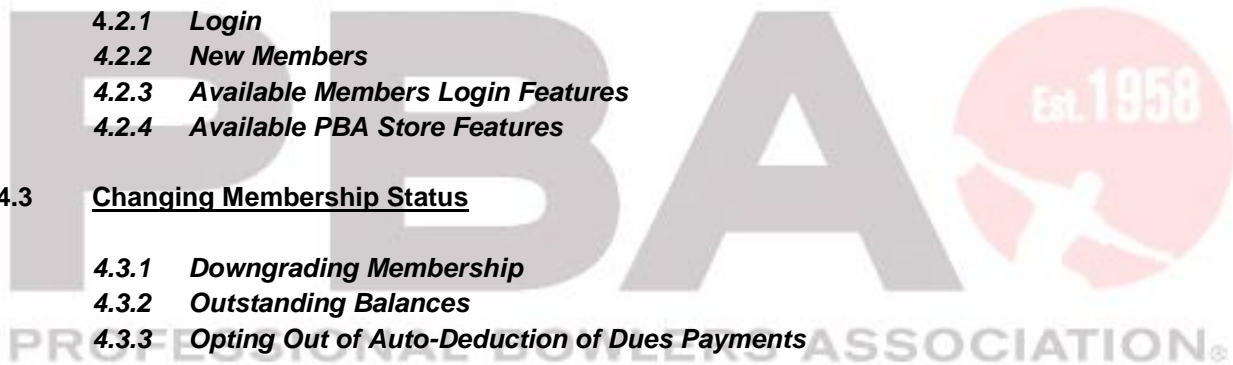 PBA
Est. 1958
4.2.1 Login
4.2.2 New Members
4.2.3 Available Members Login Features
4.2.4 Available PBA Store Features
4.3 Changing Membership Status
4.3.1 Downgrading Membership
4.3.2 Outstanding Balances
4.3.3 Opting Out of Auto-Deduction of Dues Payments
PROFESSIONAL BOWLERS ASSOCIATION®